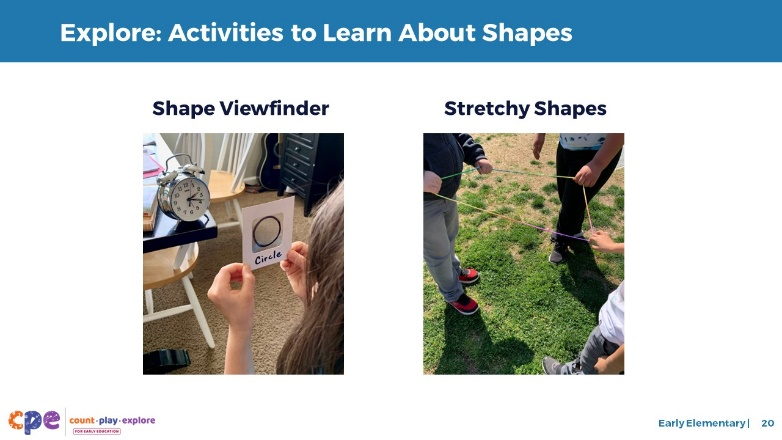 Explore: Activities to Learn About Shapes
Shape Viewfinder
Stretchy Shapes
Circle
cpe
count·play·explore
FOR EARLY EDUCATION
Early Elementary | 20